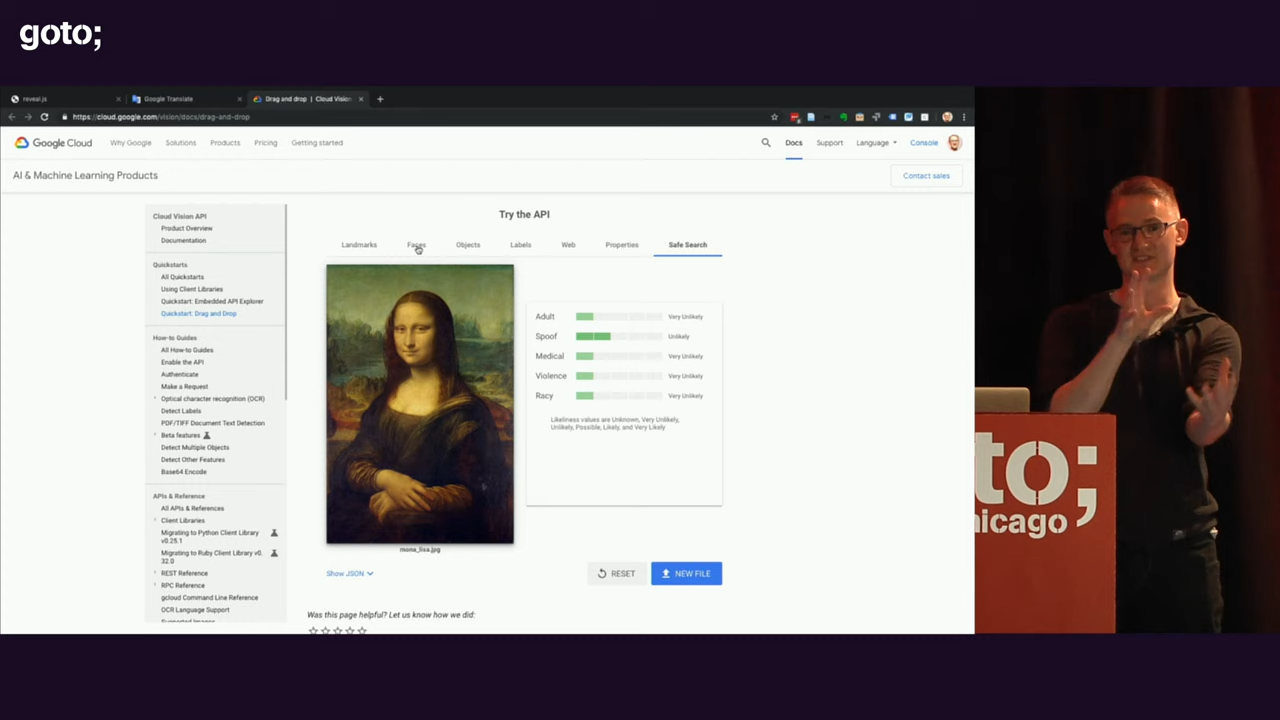 goto;
reveal.js
Google Translate
Drag and drop | Cloud Vision
https://cloud.google.com/vision/docs/drag-and-drop
Google Cloud
Why Google
Solutions
Products
Pricing
Getting started
Docs
Support
Language
Console
AI & Machine Learning Products
Contact sales
Cloud Vision API
Product Overview
Documentation
Quickstarts
All Quickstarts
Using Client Libraries
Quickstart: Embedded API Explorer
Quickstart: Drag and Drop
How-to Guides
All How-to Guides
Enable the API
Authenticate
Make a Request
Optical character recognition (OCR)
Detect Labels
PDF/TIFF Document Text Detection
Beta features
Detect Multiple Objects
Detect Other Features
Base64 Encode
APIs & Reference
All APIs & References
Client Libraries
Migrating to Python Client Library
v0.25.1
Migrating to Ruby Client Library v0.
32.0
REST Reference
RPC Reference
gcloud Command Line Reference
OCR Language Support
Supported Images
Try the API
Landmarks
Faces
Objects
Labels
Web
Properties
Safe Search
Adult
Very Unlikely
Spoof
Unlikely
Medical
Very Unlikely
Violence
Very Unlikely
Racy
Very Unlikely
Likeliness values are Unknown, Very Unlikely,
Unlikely, Possible, Likely, and Very Likely
mona_lisa.jpg
Show JSON
RESET
NEW FILE
Was this page helpful? Let us know how we did:
to;
hicago